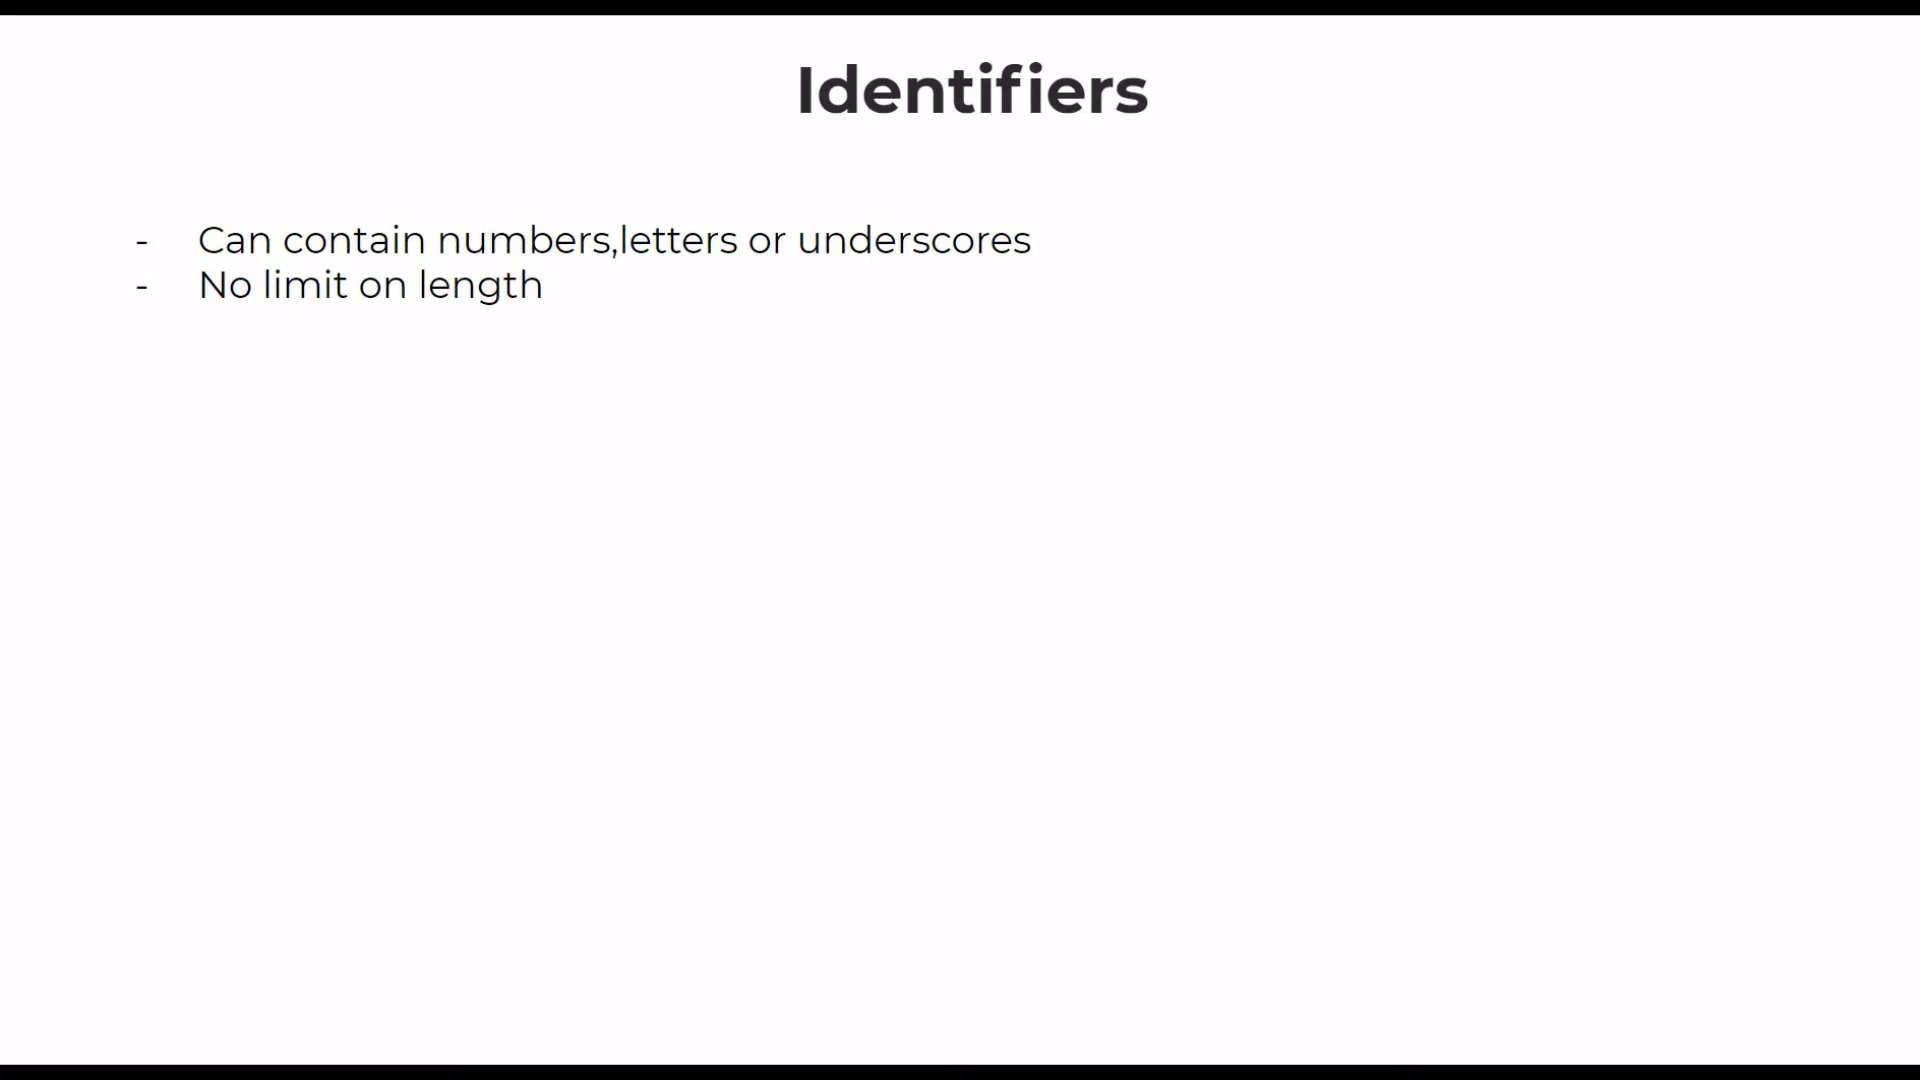 Identifiers
- Can contain numbers,letters or underscores
- No limit on length